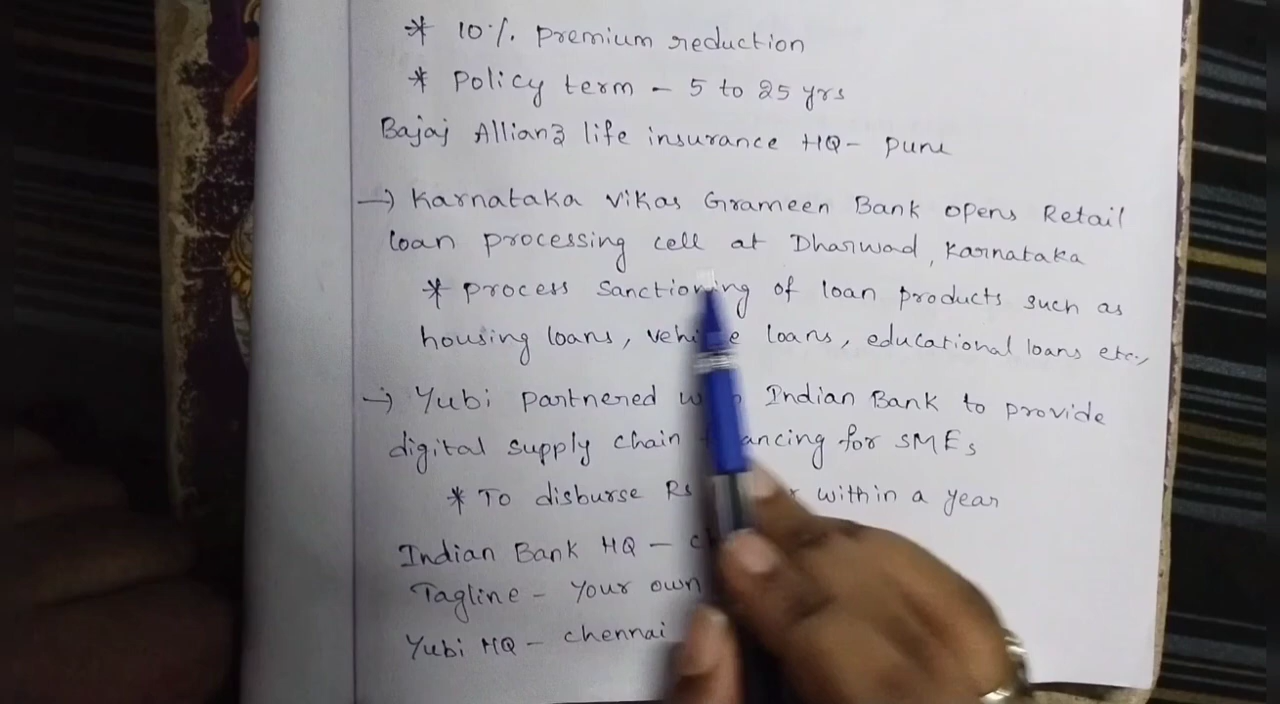 * 10% Premium reduction
* Policy term - 5 to 25 yrs
Bajaj Allianz life insurance HQ- Pune
→ Karnataka Vikas Grameen Bank opens Retail
loan processing cell at Dharwad, Karnataka
* Process Sanctioning of loan products such as
housing loans, vehicle loans, educational loans etc.,
→ Yubi Partnered Indian Bank to provide
digital supply chain for SMEs
* To disburse Rs within a year
Indian Bank HQ -
Tagline - Your own
Yubi HQ - Chennai